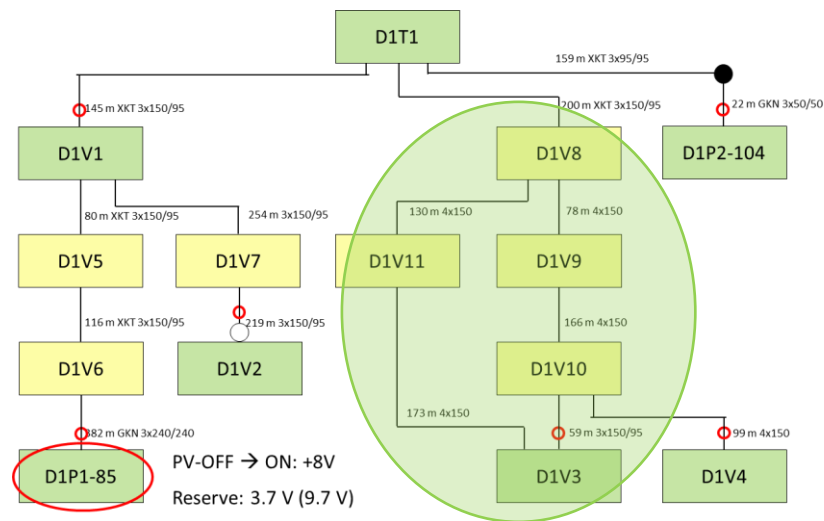 D1T1
159 m XKT 3x95/95
145 m XKT 3x150/95
200 m XKT 3x150/95
22 m GKN 3x50/50
D1V1
D1V8
D1P2-104
80 m XKT 3x150/95
254 m 3x150/95
130 m 4x150
78 m 4x150
D1V5
D1V7
D1V11
D1V9
116 m XKT 3x150/95
219 m 3x150/95
166 m 4x150
D1V6
D1V2
D1V10
173 m 4x150
382 m GKN 3x240/240
59 m 3x150/95
99 m 4x150
D1P1-85
PV-OFF → ON: +8V
Reserve: 3.7 V (9.7 V)
D1V3
D1V4